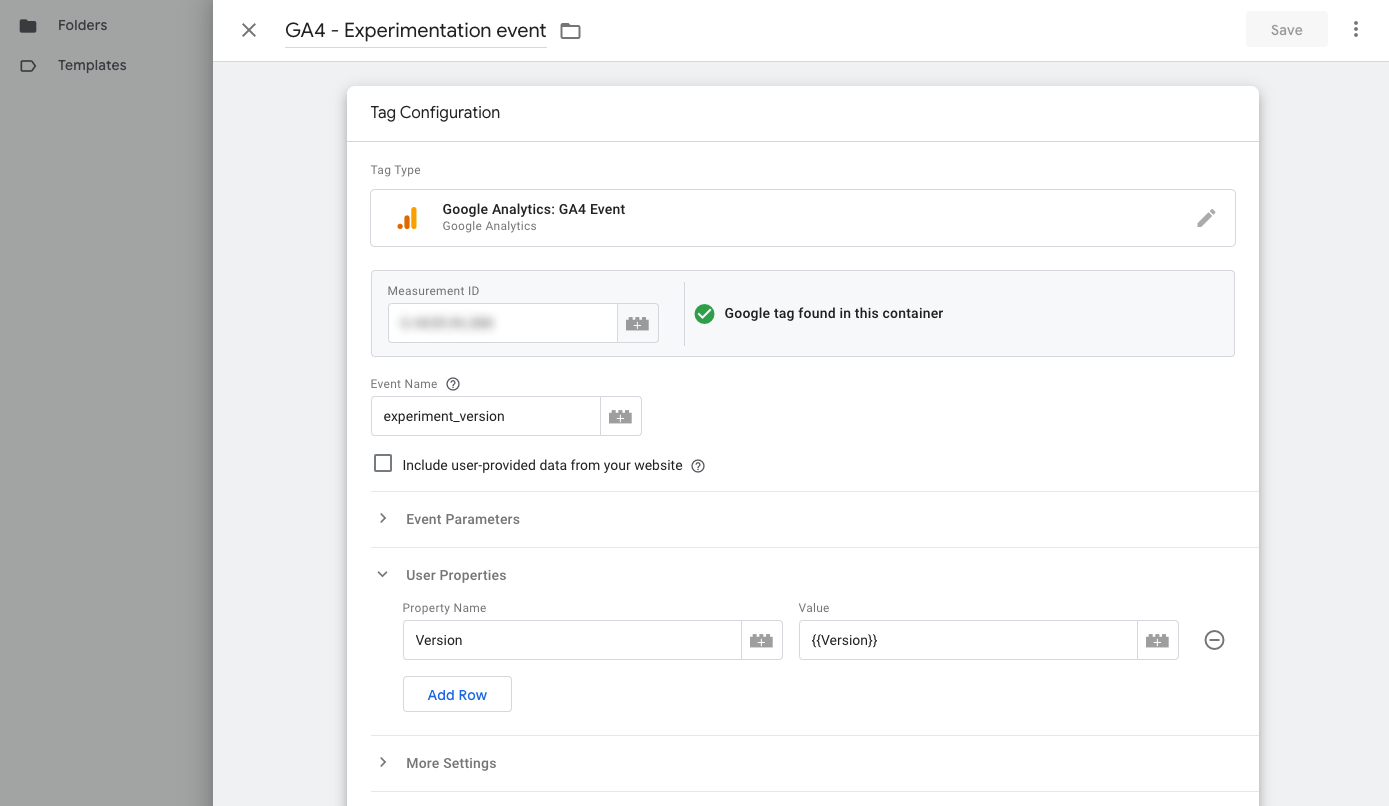 Folders
Templates
GA4 - Experimentation event
Save
Tag Configuration
Tag Type
Google Analytics: GA4 Event
Google Analytics
Measurement ID
Google tag found in this container
Event Name
experiment_version
Include user-provided data from your website
Event Parameters
User Properties
Property Name
Value
Version
{{Version}}
Add Row
More Settings